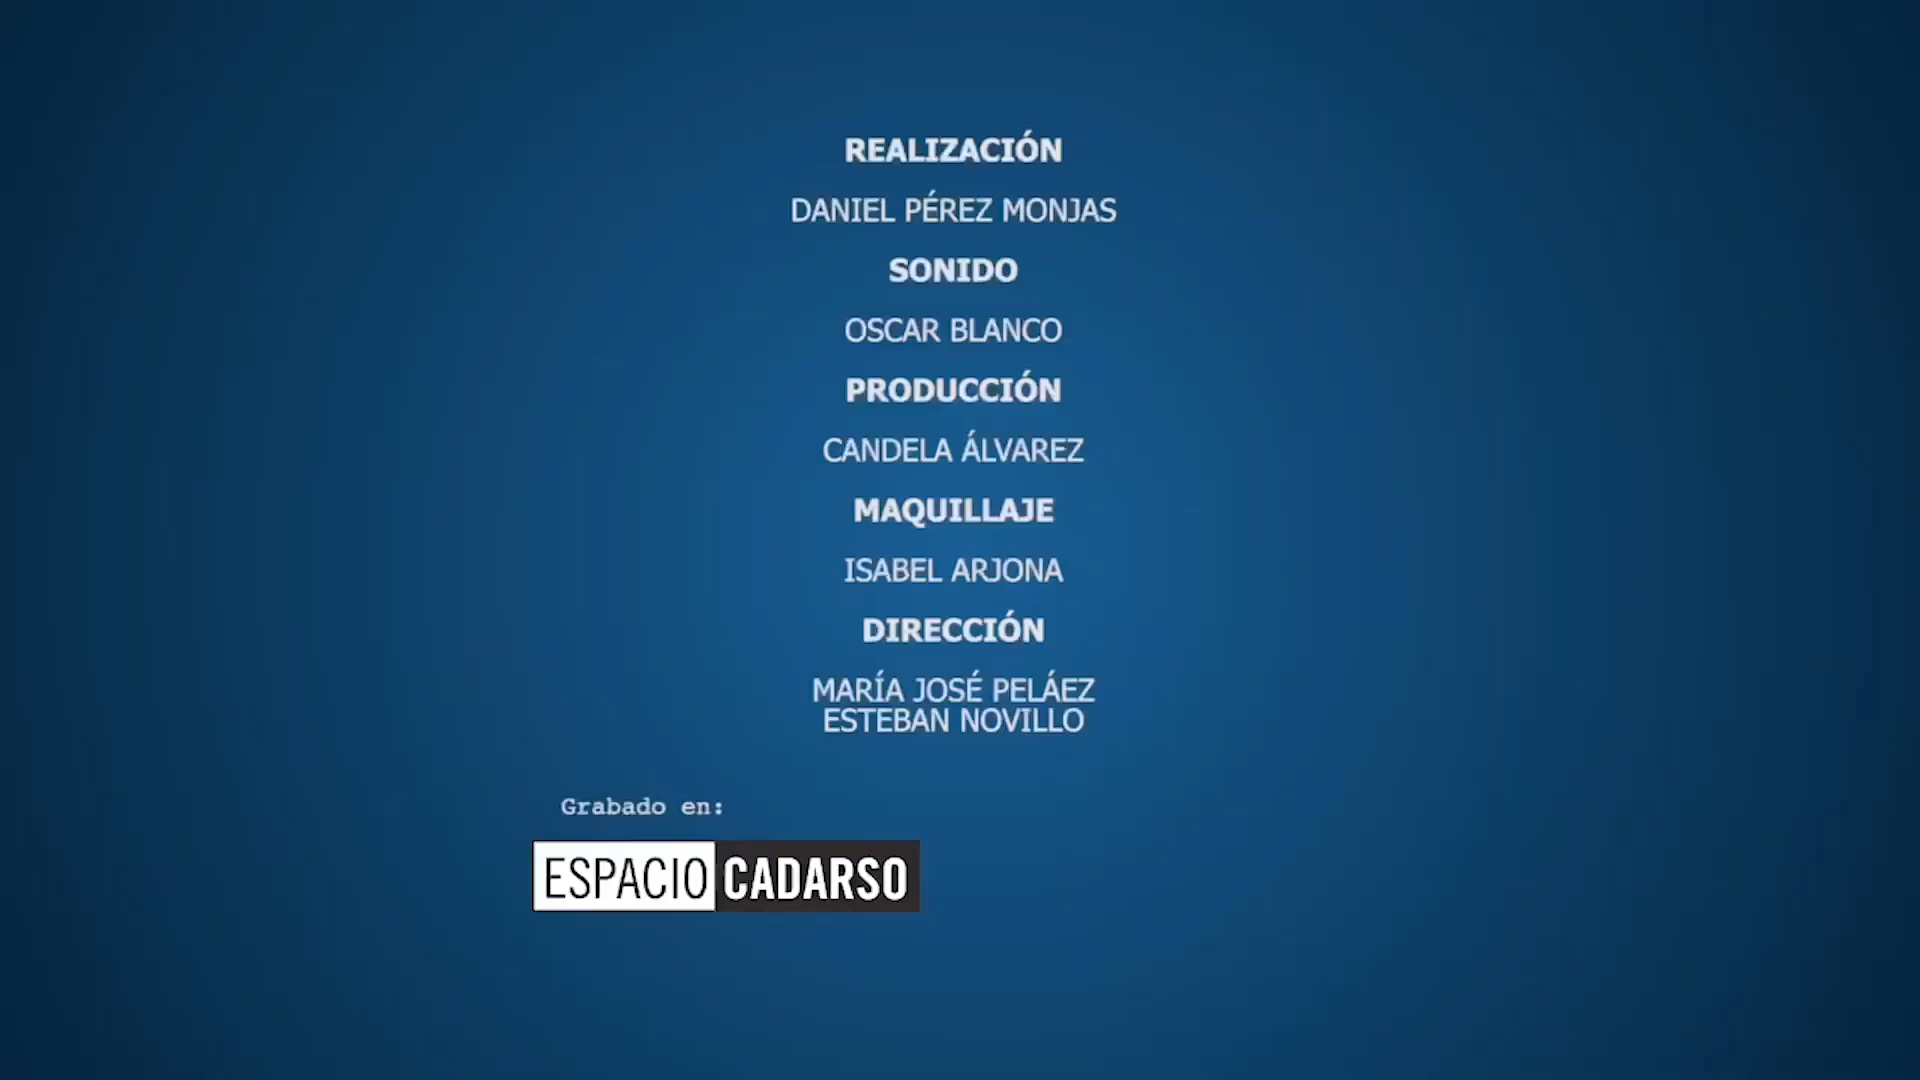 REALIZACIÓN
DANIEL PÉREZ MONJAS
SONIDO
OSCAR BLANCO
PRODUCCIÓN
CANDELA ÁLVAREZ
MAQUILLAJE
ISABEL ARJONA
DIRECCIÓN
MARÍA JOSÉ PELÁEZ
ESTEBAN NOVILLO
Grabado en:
ESPACIO CADARSO